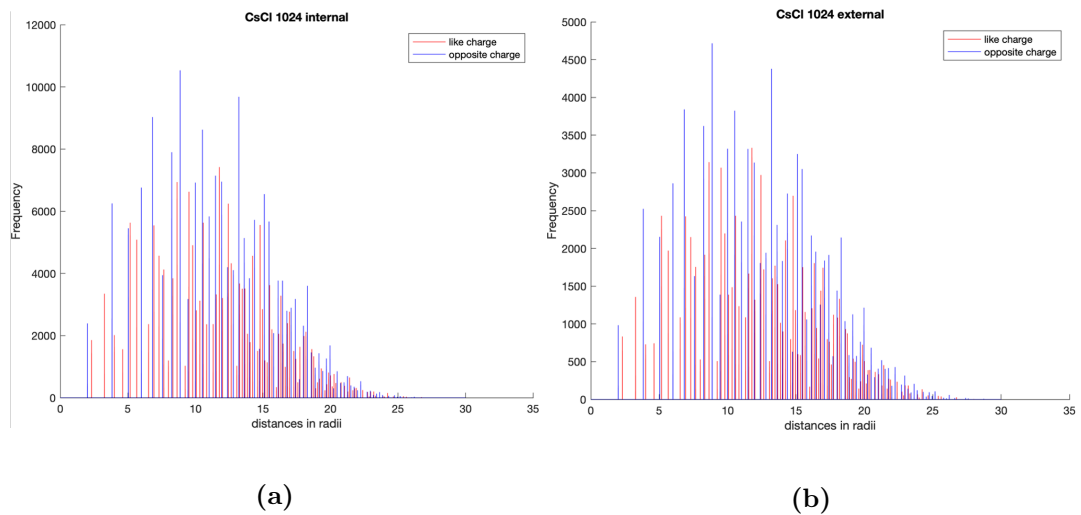 CsCl 1024 internal
12000
10000
8000
6000
4000
2000
0
Frequency
0 5 10 15 20 25 30 35
distances in radii
like charge
opposite charge
(a)
CsCl 1024 external
5000
4500
4000
3500
3000
2500
2000
1500
1000
500
0
Frequency
0 5 10 15 20 25 30 35
distances in radii
like charge
opposite charge
(b)